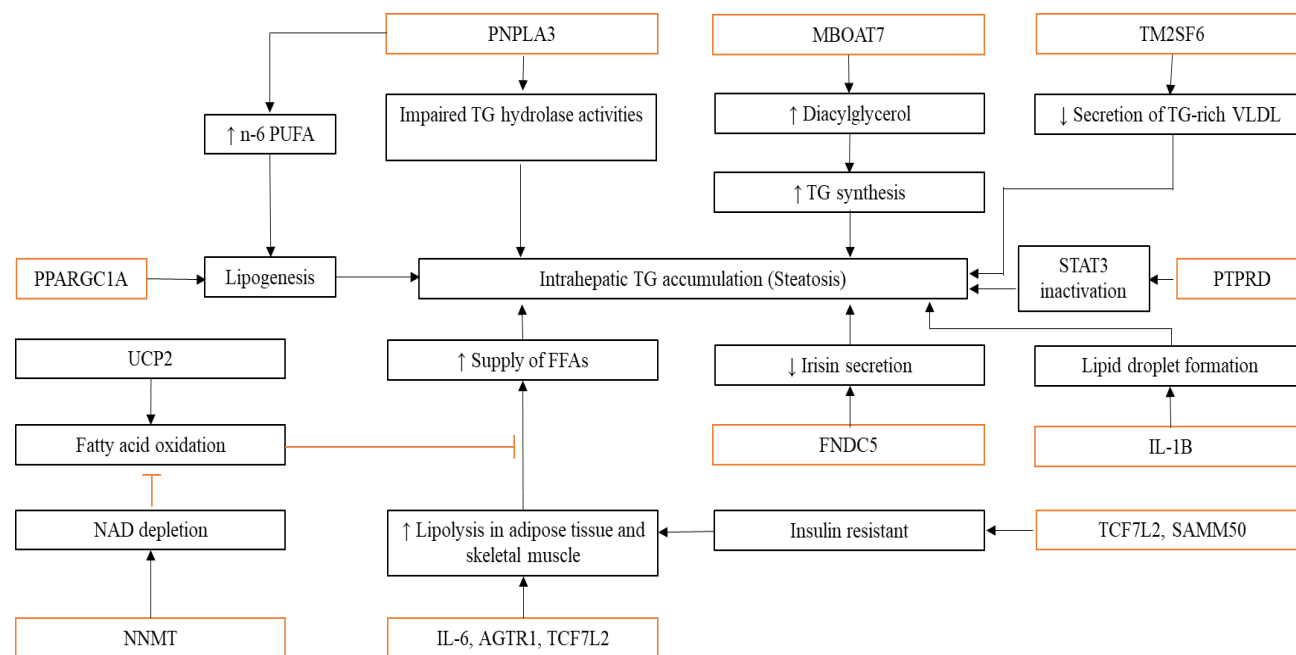 PNPLA3
MBOAT7
TM2SF6
↑ n-6 PUFA
Impaired TG hydrolase activities
↑ Diacylglycerol
↓ Secretion of TG-rich VLDL
↑ TG synthesis
PPARGC1A
Lipogenesis
Intrahepatic TG accumulation (Steatosis)
STAT3
inactivation
PTPRD
UCP2
↑ Supply of FFAs
↓ Irisin secretion
Lipid droplet formation
Fatty acid oxidation
FNDC5
IL-1B
NAD depletion
↑ Lipolysis in adipose tissue and
skeletal muscle
Insulin resistant
TCF7L2, SAMM50
NNMT
IL-6, AGTR1, TCF7L2